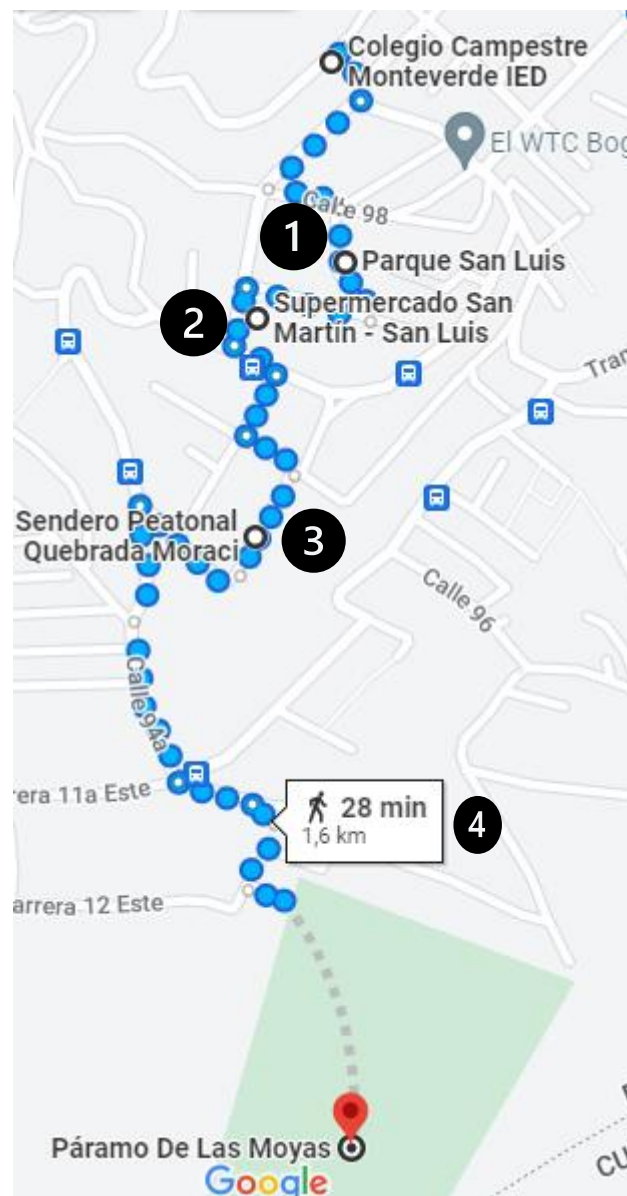 Colegio Campestre
Monteverde IED
El WTC Bog
Calle 98
1
Parque San Luis
2
Supermercado San
Martín - San Luis
Tran
Sendero Peatonal
Quebrada Moraci
3
Calle 96
Calle 94a
rera 11a Este
28 min
1,6 km
4
arrera 12 Este
Páramo De Las Moyas
CU
Google